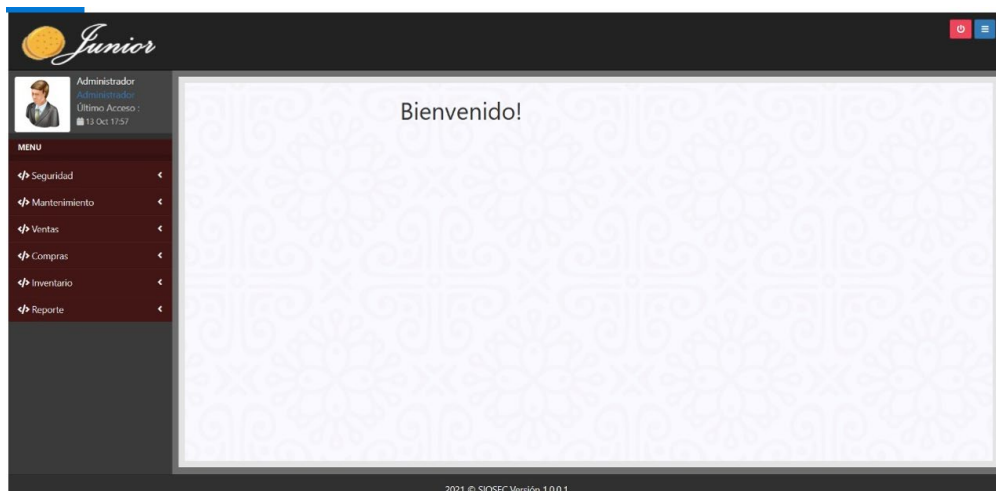 Junior
Administrador
Administrador
Último Acceso :
13 Oct 17:57
MENU
Seguridad
Mantenimiento
Ventas
Compras
Inventario
Reporte
Bienvenido!
2021 © SIOSEC Versión 1.0.0.1